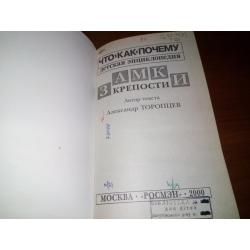 ЧТО•КАК•ПОЧЕМУ
ДЕТСКАЯ ЭНЦИКЛОПЕДИЯ
ЗАМКИ
КРЕПОСТИ
Автор текста
Александр ТОРОПЦЕВ
МОСКВА • «РОСМЭН» • 2000